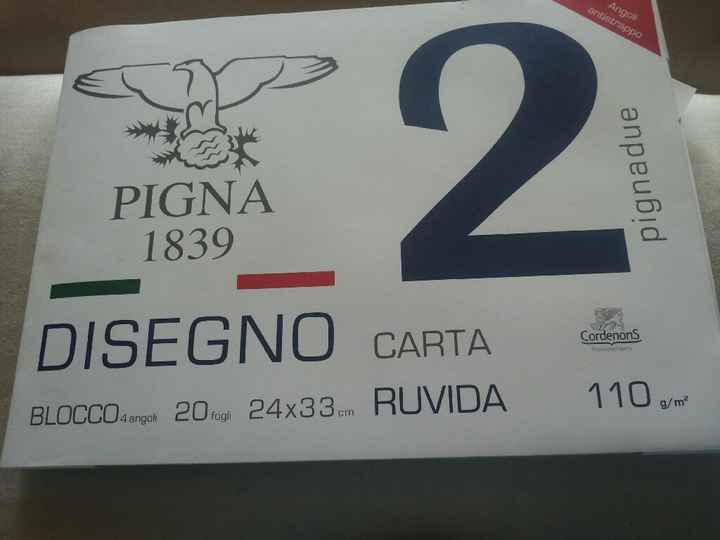 Angoli
antistrappo
2
pignadue
PIGNA
1839
DISEGNO
CARTA
CordenonS
BLOCCO 4 angoli 20 fogli 24x33 cm RUVIDA 110 g/m²